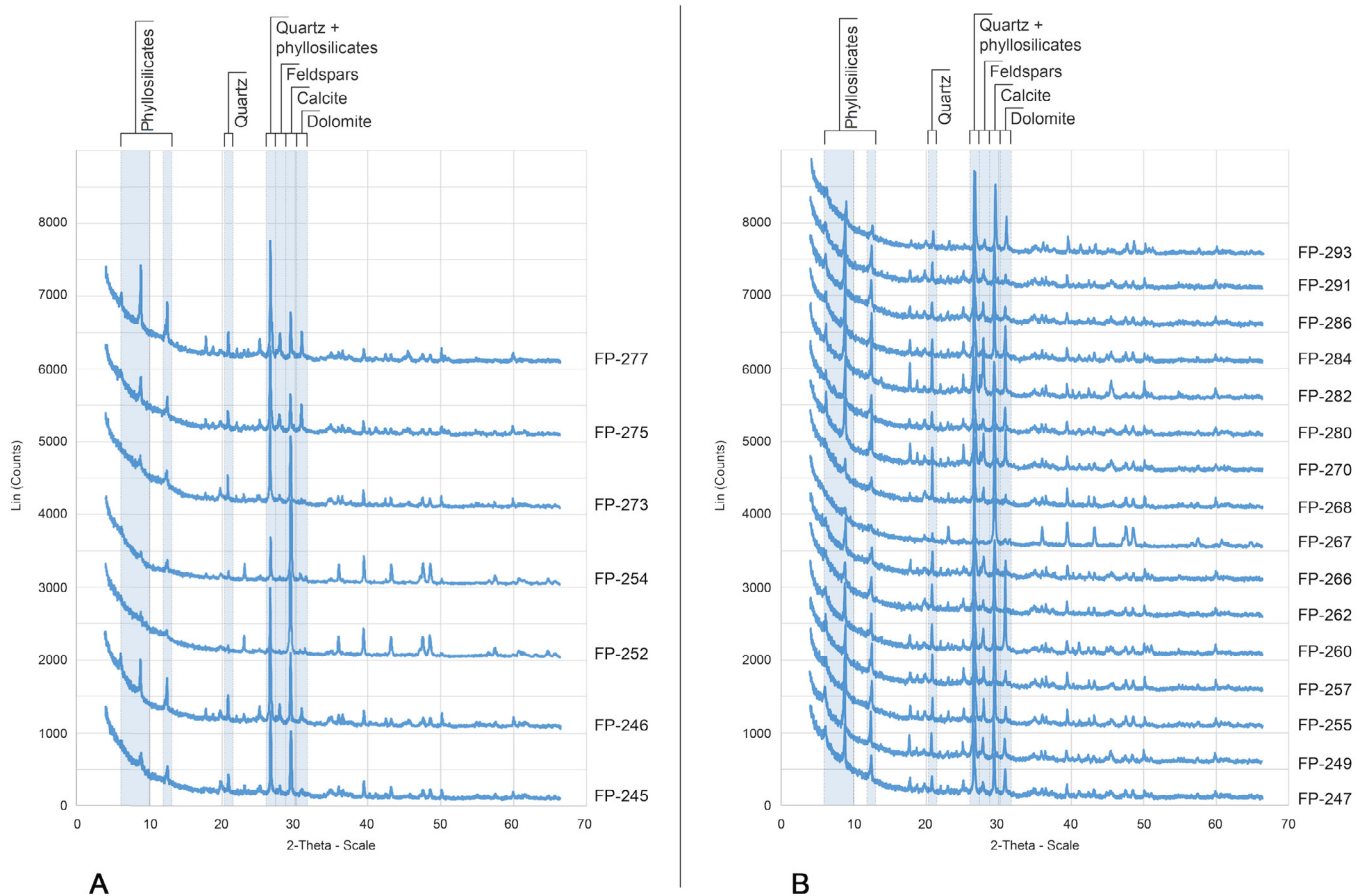 Phyllosilicates
Quartz
Quartz +
phyllosilicates
Feldspars
Calcite
Dolomite
8000
7000
6000
5000
4000
3000
2000
1000
0
Lin (Counts)
FP-277
FP-275
FP-273
FP-254
FP-252
FP-246
FP-245
0 10 20 30 40 50 60 70
2-Theta - Scale
A
Phyllosilicates
Quartz
Quartz +
phyllosilicates
Feldspars
Calcite
Dolomite
8000
7000
6000
5000
4000
3000
2000
1000
0
Lin (Counts)
FP-293
FP-291
FP-286
FP-284
FP-282
FP-280
FP-270
FP-268
FP-267
FP-266
FP-262
FP-260
FP-257
FP-255
FP-249
FP-247
0 10 20 30 40 50 60 70
2-Theta - Scale
B